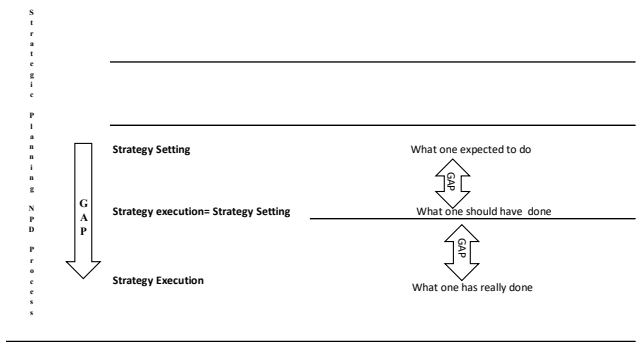 Strategic Planning NPD Process
GAP
Strategy Setting
What one expected to do
GAP
Strategy execution= Strategy Setting
What one should have done
GAP
Strategy Execution
What one has really done